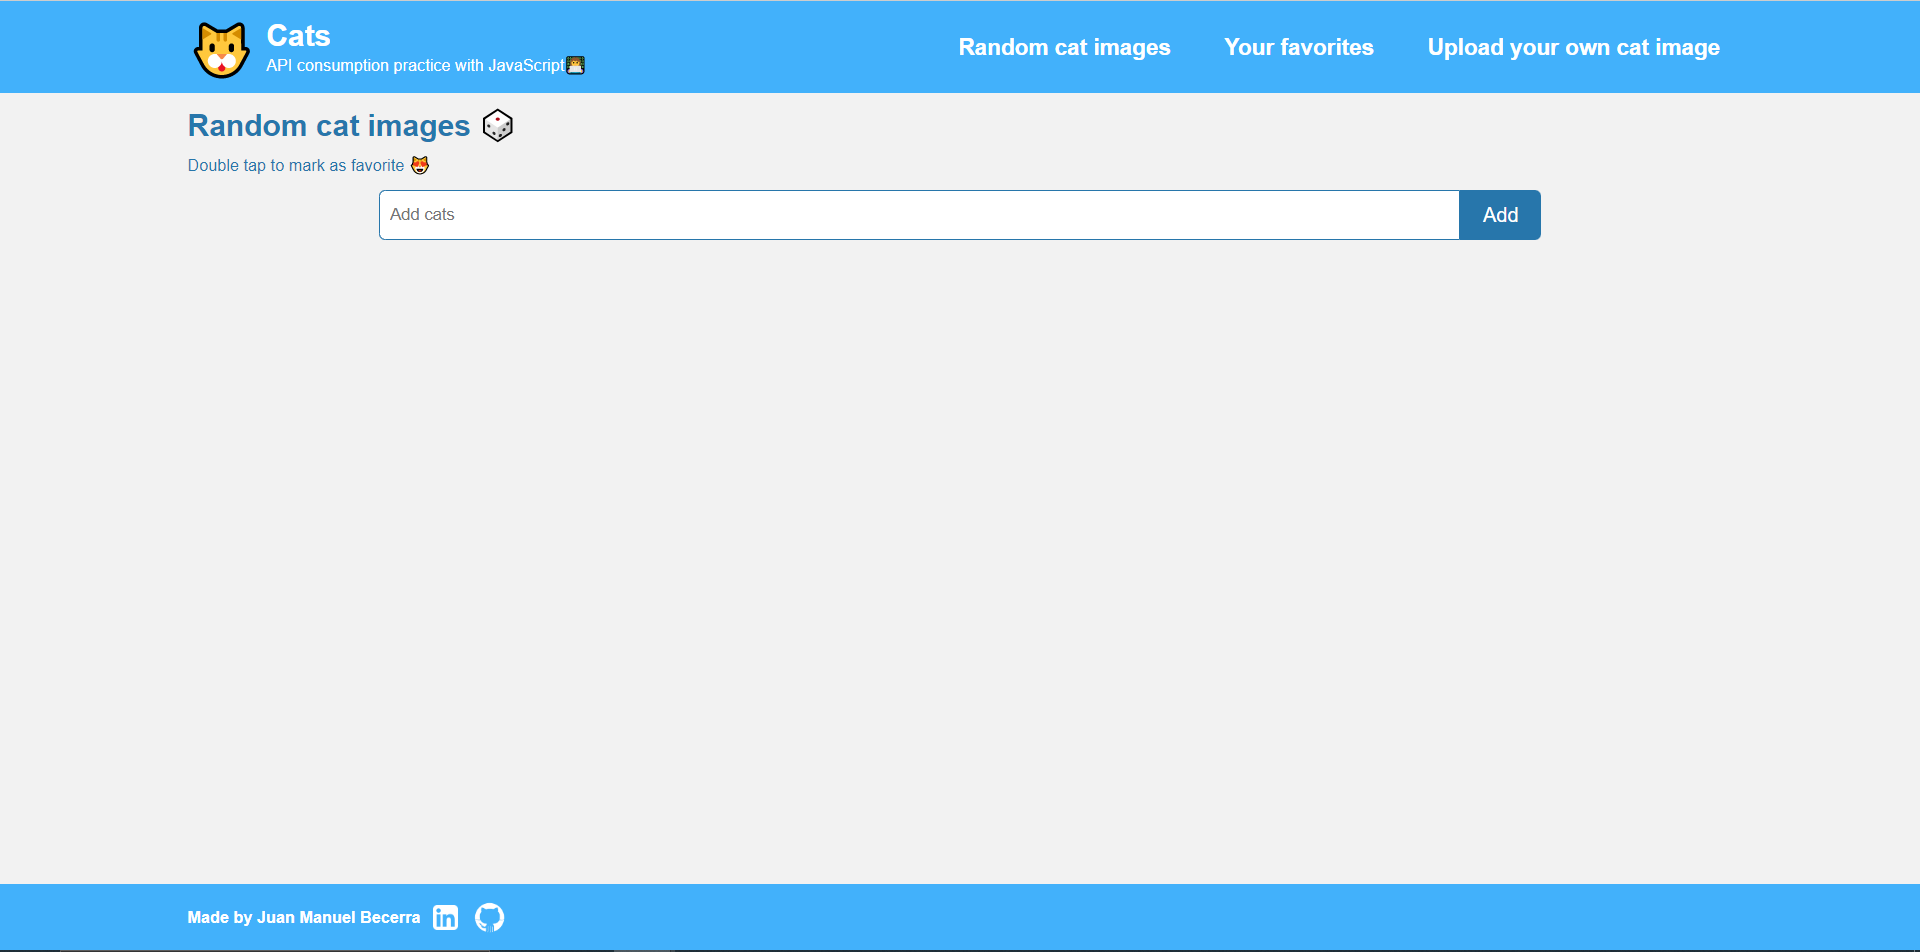 Cats
API consumption practice with JavaScript
Random cat images
Your favorites
Upload your own cat image
Random cat images
Double tap to mark as favorite
Add cats
Add
Made by Juan Manuel Becerra
in